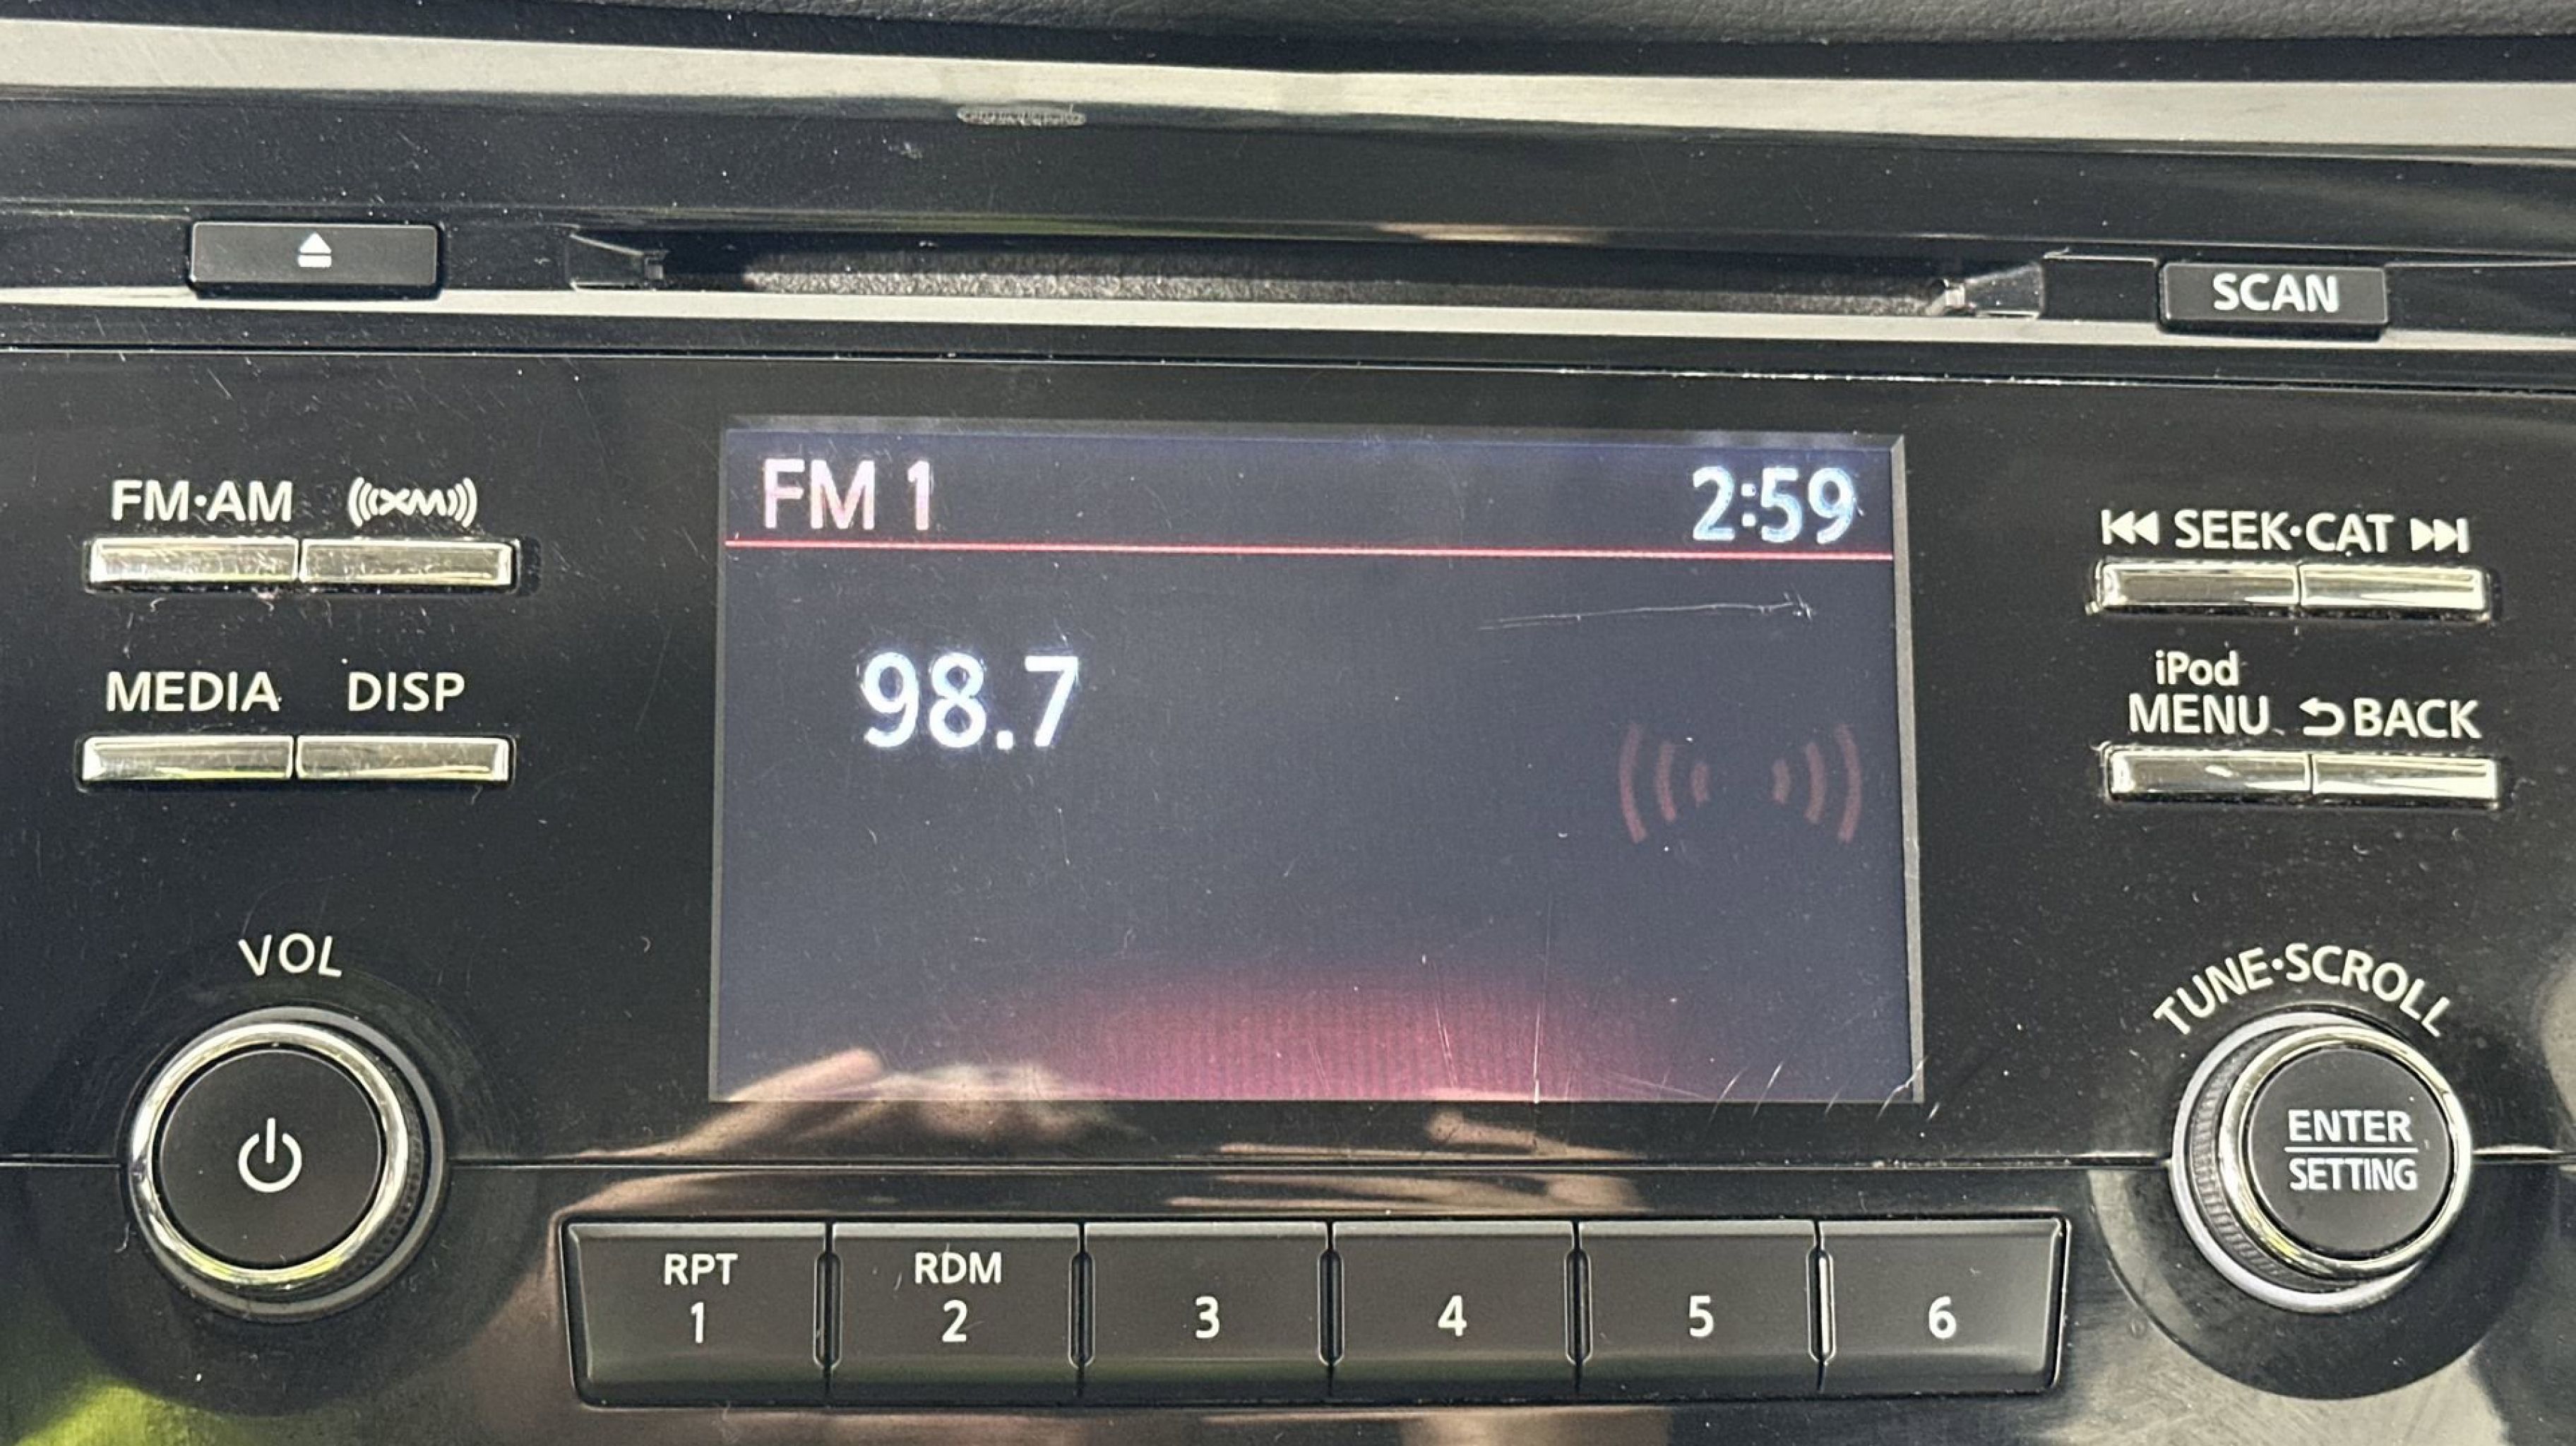 SCAN
FM·AM (((XM)))
FM 1 2:59
⏮ SEEK·CAT ⏭
98.7
MEDIA DISP
iPod
MENU ⮌BACK
VOL
TUNE·SCROLL
ENTER
SETTING
RPT
1
RDM
2
3
4
5
6